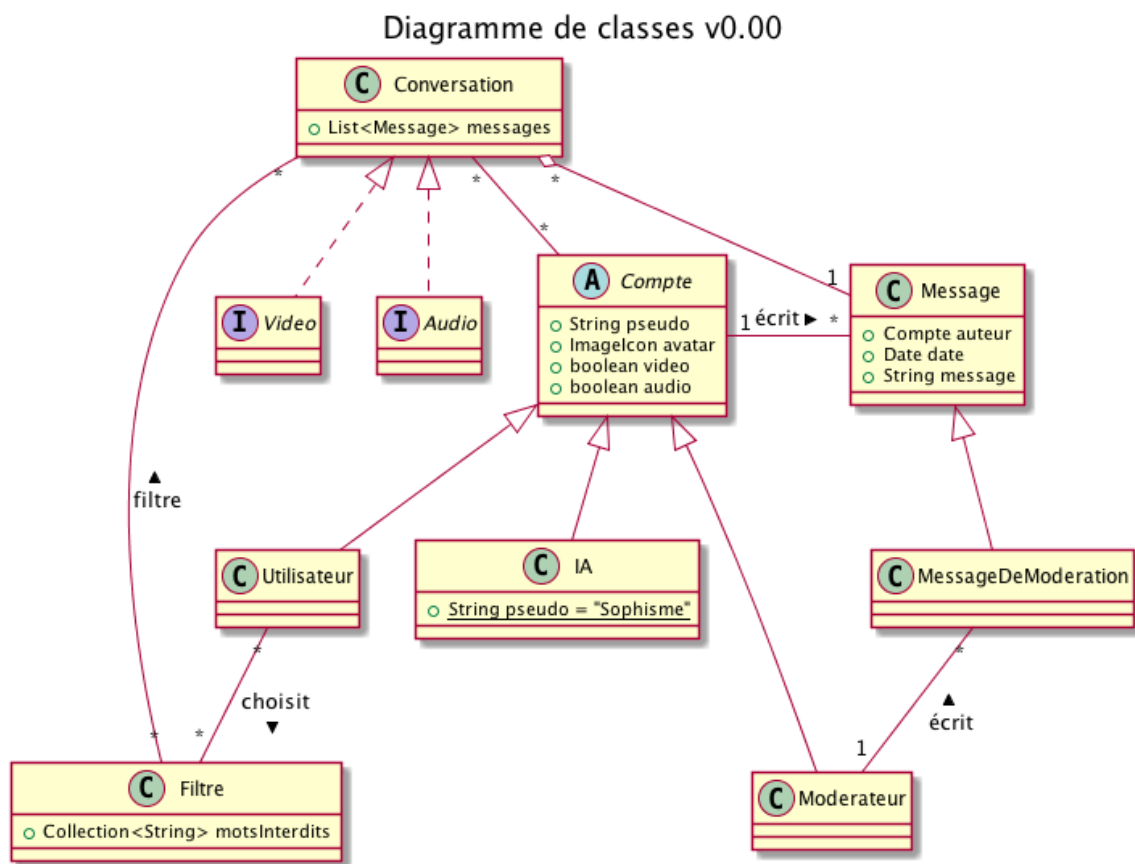 Diagramme de classes v0.00
C Conversation
List<Message> messages
* * * *
I Video
I Audio
*
A Compte
String pseudo
ImageIcon avatar
boolean video
boolean audio
1
C Message
Compte auteur
Date date
String message
1 écrit ► *
▲
filtre
C Utilisateur
C IA
String pseudo = "Sophisme"
C MessageDeModeration
*
choisit
▼
* *
*
▲
écrit
1
C Filtre
Collection<String> motsInterdits
C Moderateur